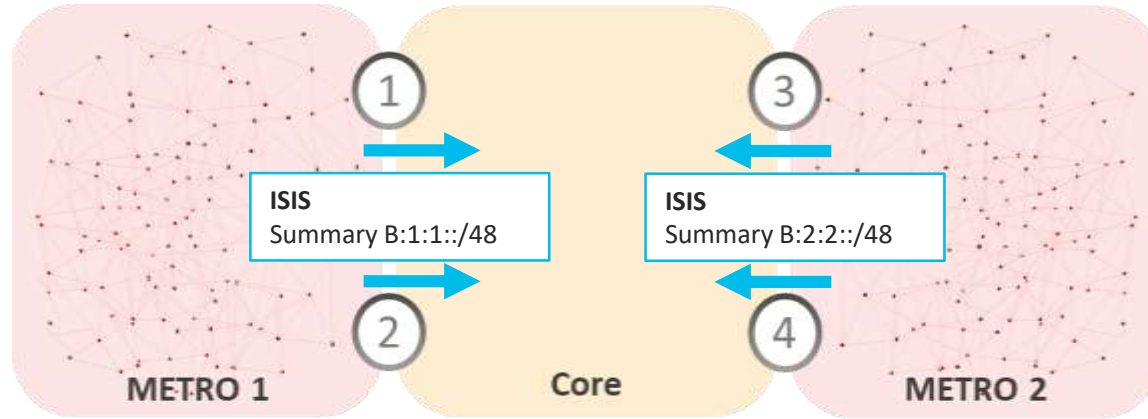 1
3
ISIS
Summary B:1:1::/48
ISIS
Summary B:2:2::/48
2
4
METRO 1
Core
METRO 2